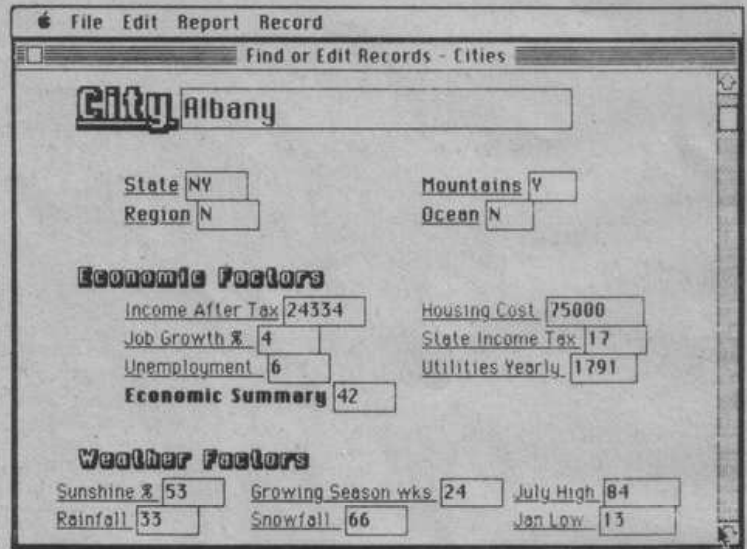 File Edit Report Record
Find or Edit Records - Cities
City Albany
State NY Mountains Y
Region N Ocean N
Economic Factors
Income After Tax 24334 Housing Cost 75000
Job Growth % 4 State Income Tax 17
Unemployment 6 Utilities Yearly 1791
Economic Summary 42
Weather Factors
Sunshine % 53 Growing Season wks 24 July High 84
Rainfall 33 Snowfall 66 Jan Low 13